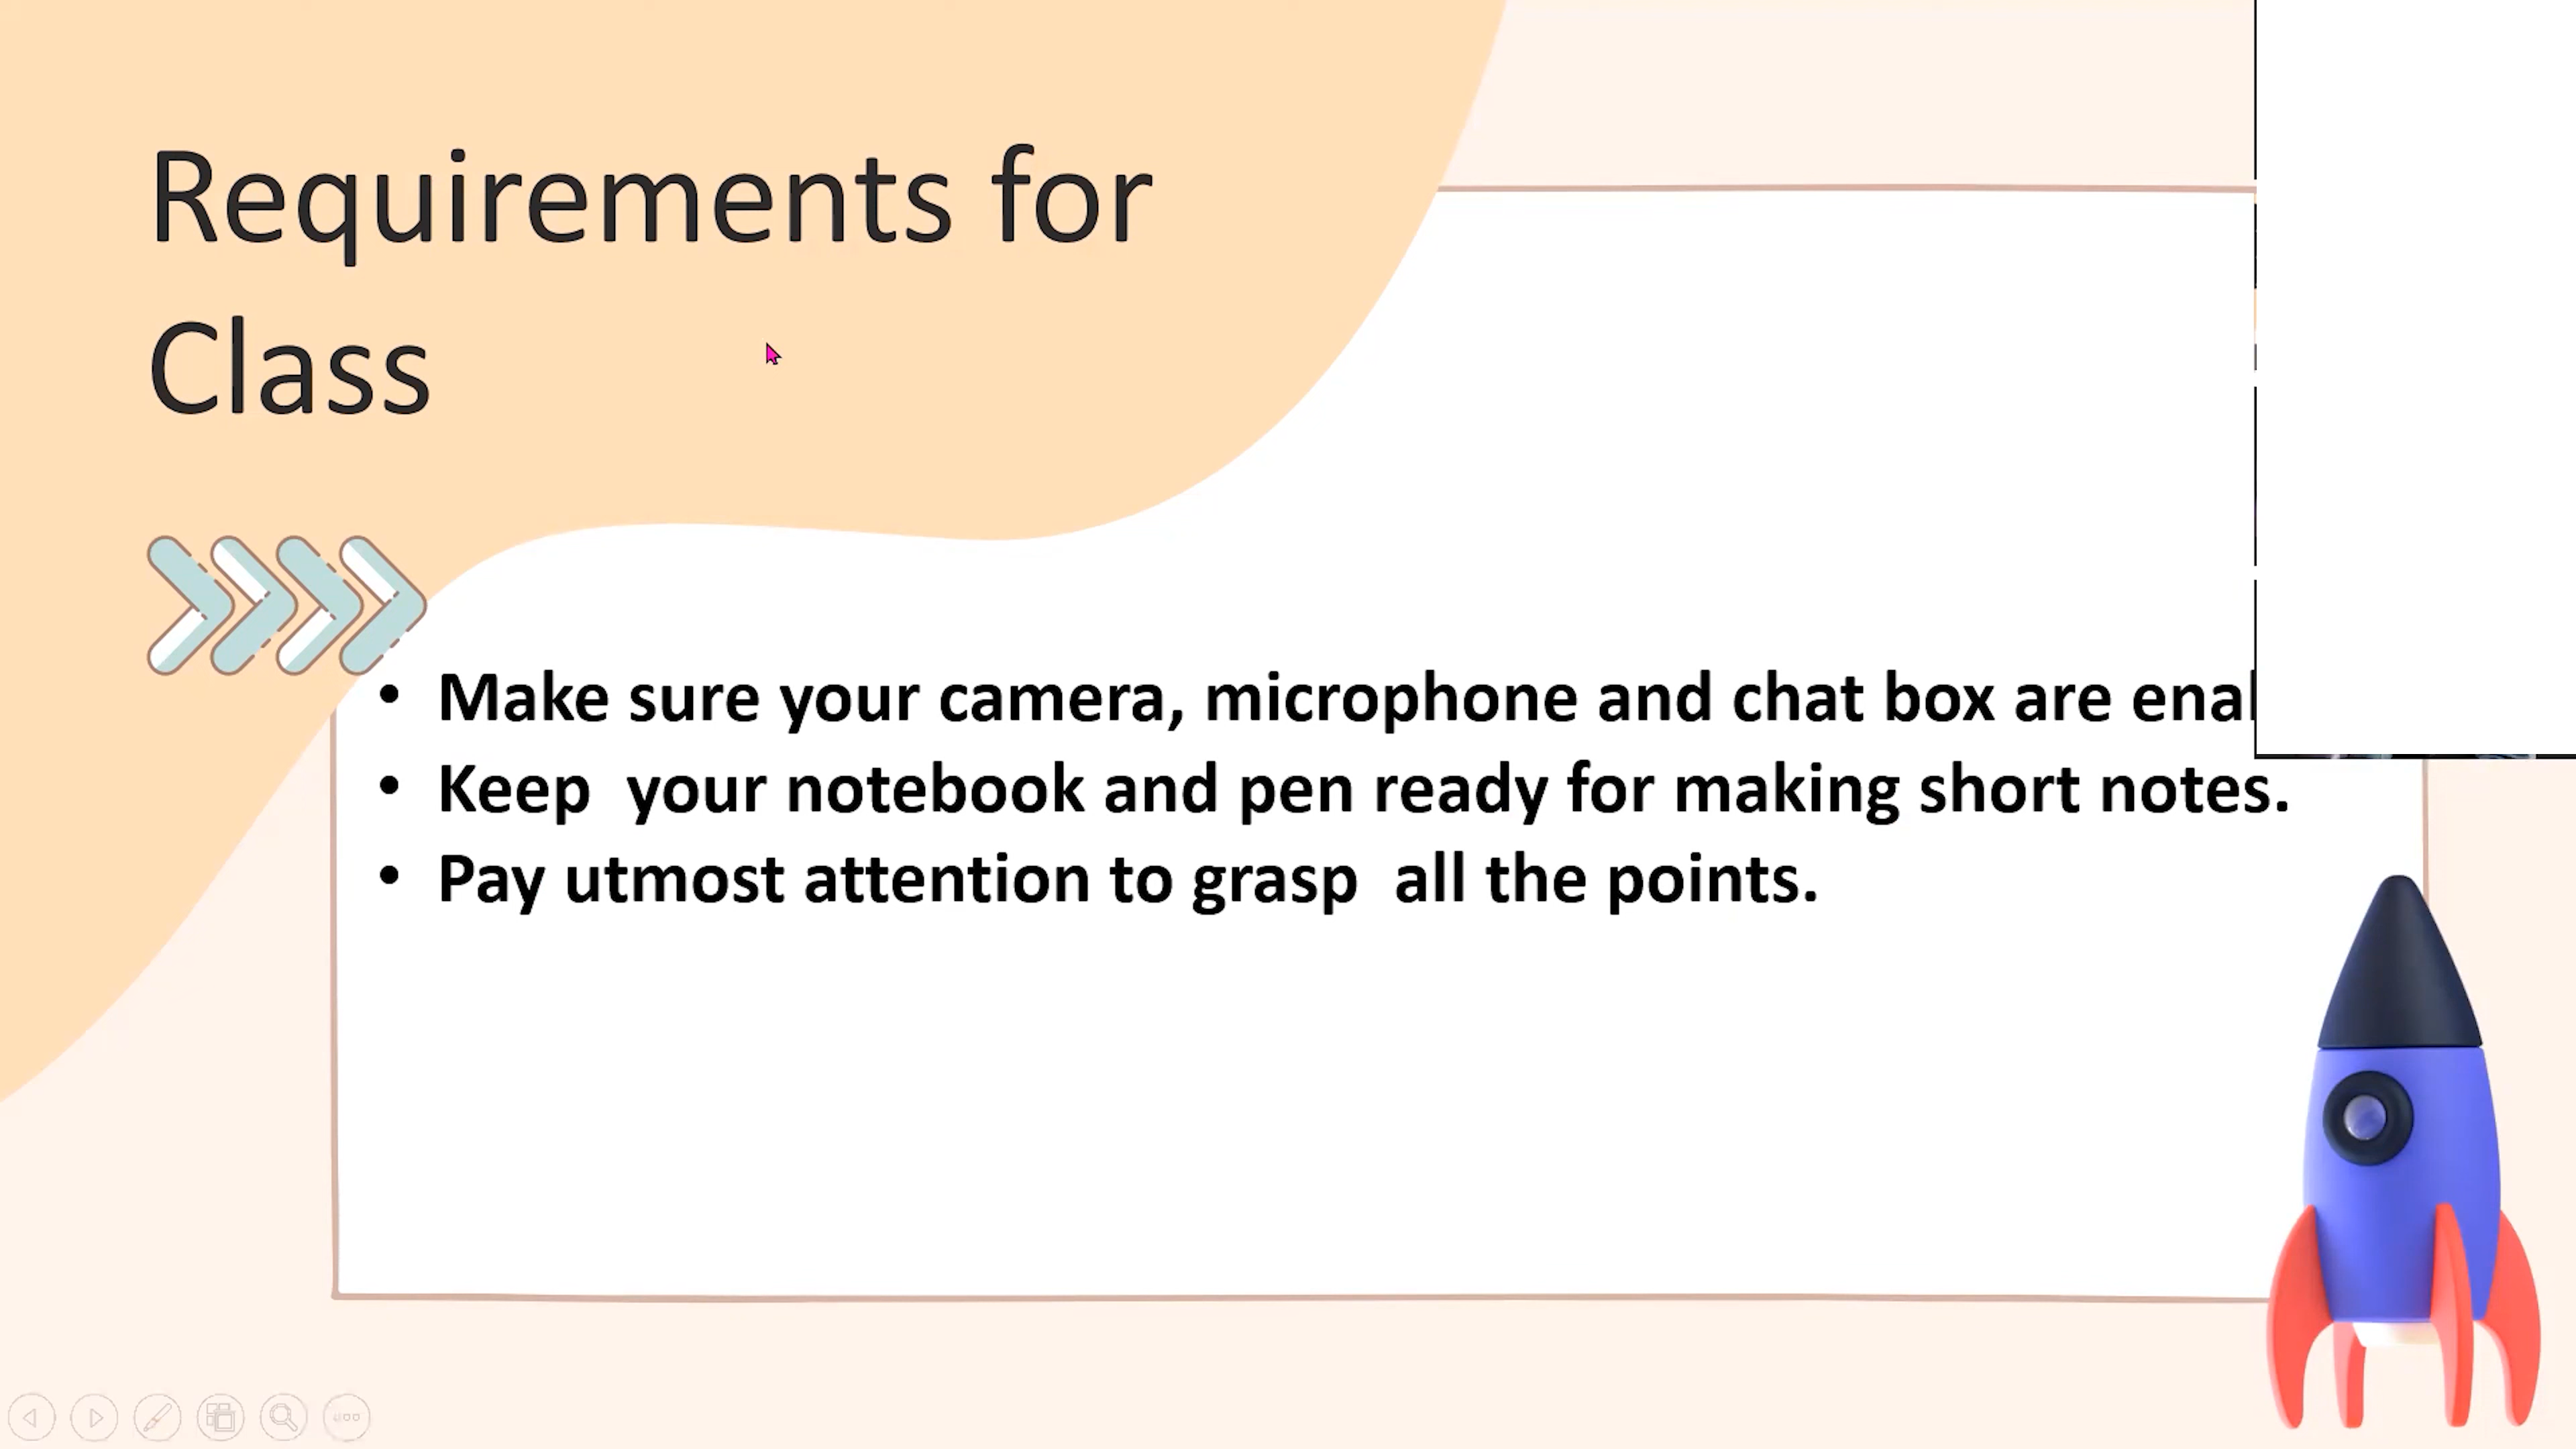 Requirements for
Class
• Make sure your camera, microphone and chat box are
• Keep  your notebook and pen ready for making short notes.
• Pay utmost attention to grasp  all the points.